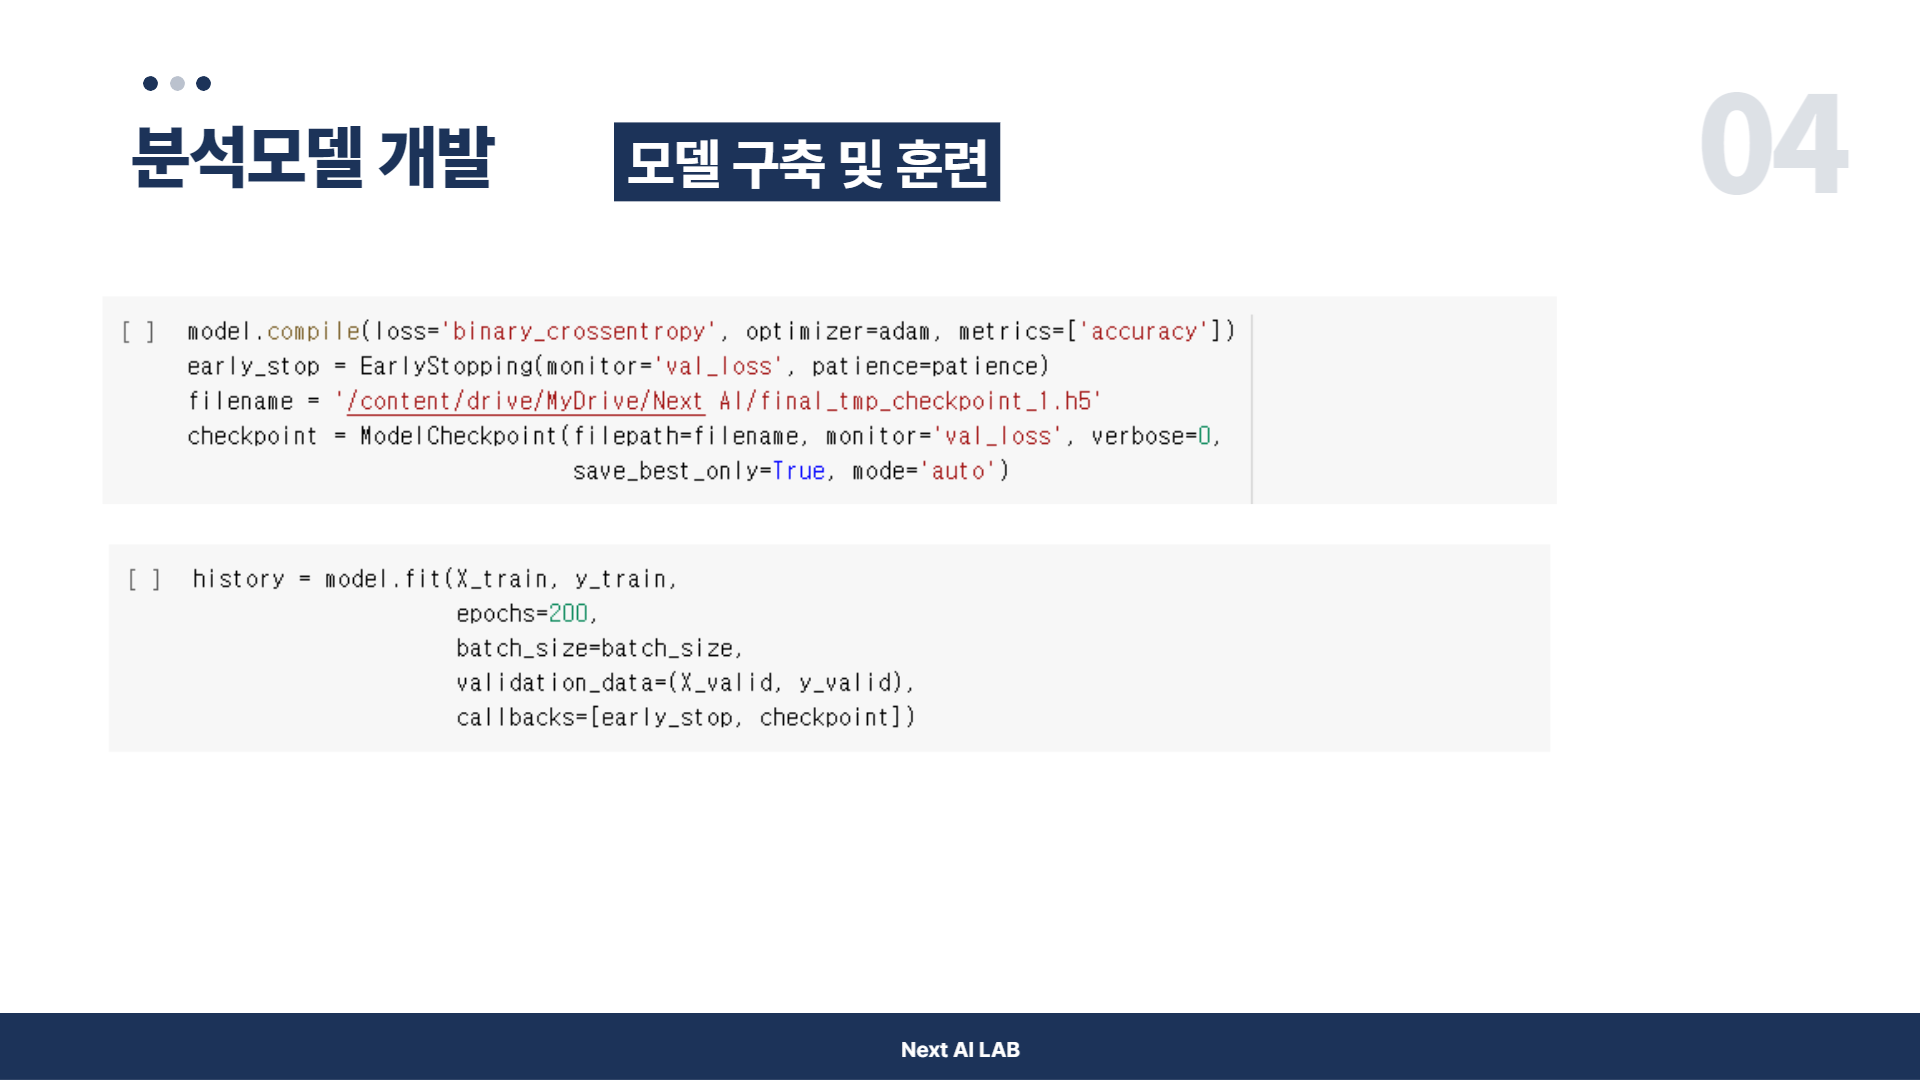 분석모델 개발
모델 구축 및 훈련
04
[ ] model.compile(loss='binary_crossentropy', optimizer=adam, metrics=['accuracy'])
early_stop = EarlyStopping(monitor='val_loss', patience=patience)
filename = '/content/drive/MyDrive/Next AI/final_tmp_checkpoint_1.h5'
checkpoint = ModelCheckpoint(filepath=filename, monitor='val_loss', verbose=0,
save_best_only=True, mode='auto')
[ ] history = model.fit(X_train, y_train,
epochs=200,
batch_size=batch_size,
validation_data=(X_valid, y_valid),
callbacks=[early_stop, checkpoint])
Next AI LAB